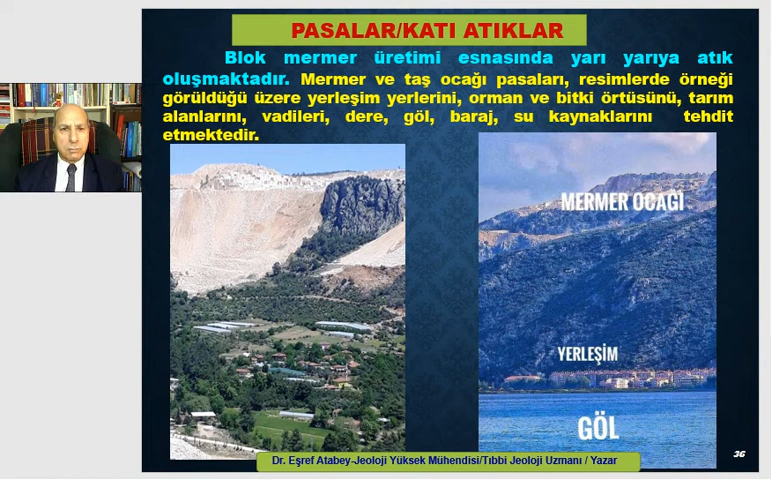 PASALAR/KATI ATIKLAR
Blok mermer üretimi esnasında yarı yarıya atık
oluşmaktadır. Mermer ve taş ocağı pasaları, resimlerde örneği
görüldüğü üzere yerleşim yerlerini, orman ve bitki örtüsünü, tarım
alanlarını, vadileri, dere, göl, baraj, su kaynaklarını tehdit
etmektedir.
MERMER OCAĞI
YERLEŞİM
GÖL
Dr. Eşref Atabey-Jeoloji Yüksek Mühendisi/Tıbbi Jeoloji Uzmanı / Yazar
36